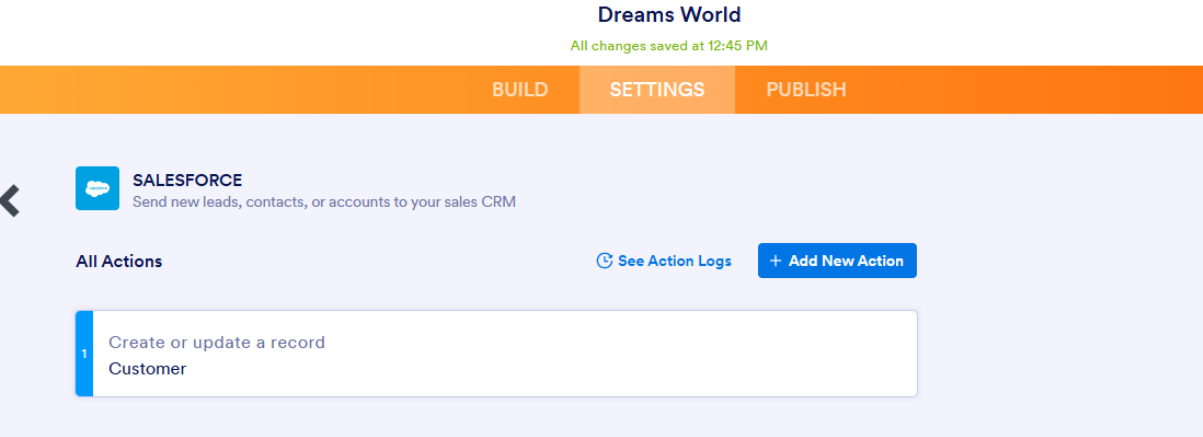 Dreams World
All changes saved at 12:45 PM
BUILD
SETTINGS
PUBLISH
SALESFORCE
Send new leads, contacts, or accounts to your sales CRM
All Actions
See Action Logs
+ Add New Action
1
Create or update a record
Customer